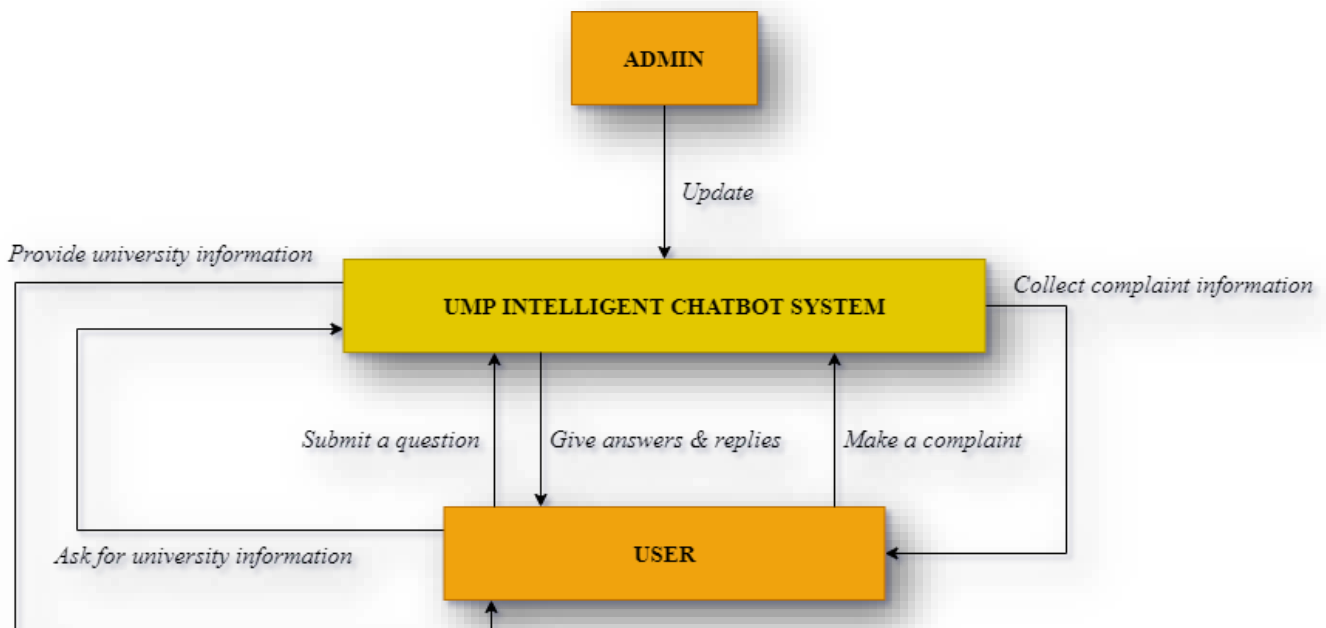 ADMIN
Update
Provide university information
Collect complaint information
UMP INTELLIGENT CHATBOT SYSTEM
Submit a question
Give answers & replies
Make a complaint
Ask for university information
USER